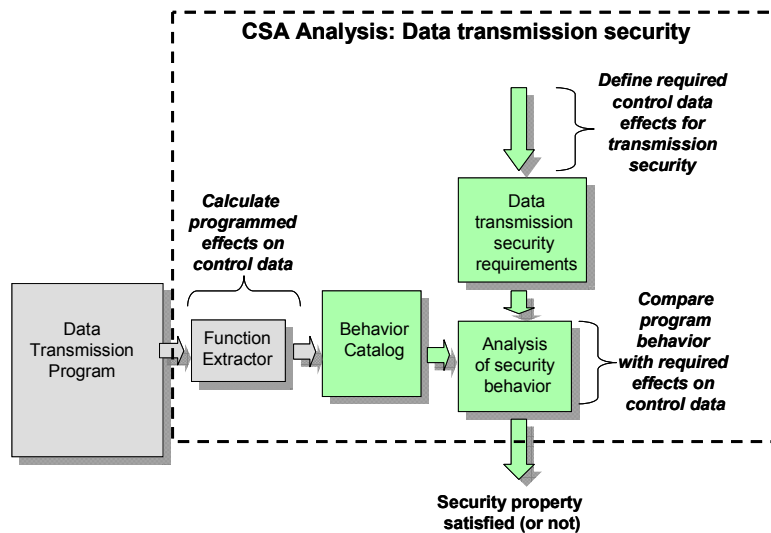 CSA Analysis: Data transmission security
Define required
control data
effects for
transmission
security
Data
transmission
security
requirements
Calculate
programmed
effects on
control data
Data
Transmission
Program
Function
Extractor
Behavior
Catalog
Analysis
of security
behavior
Compare
program
behavior
with required
effects on
control data
Security property
satisfied (or not)